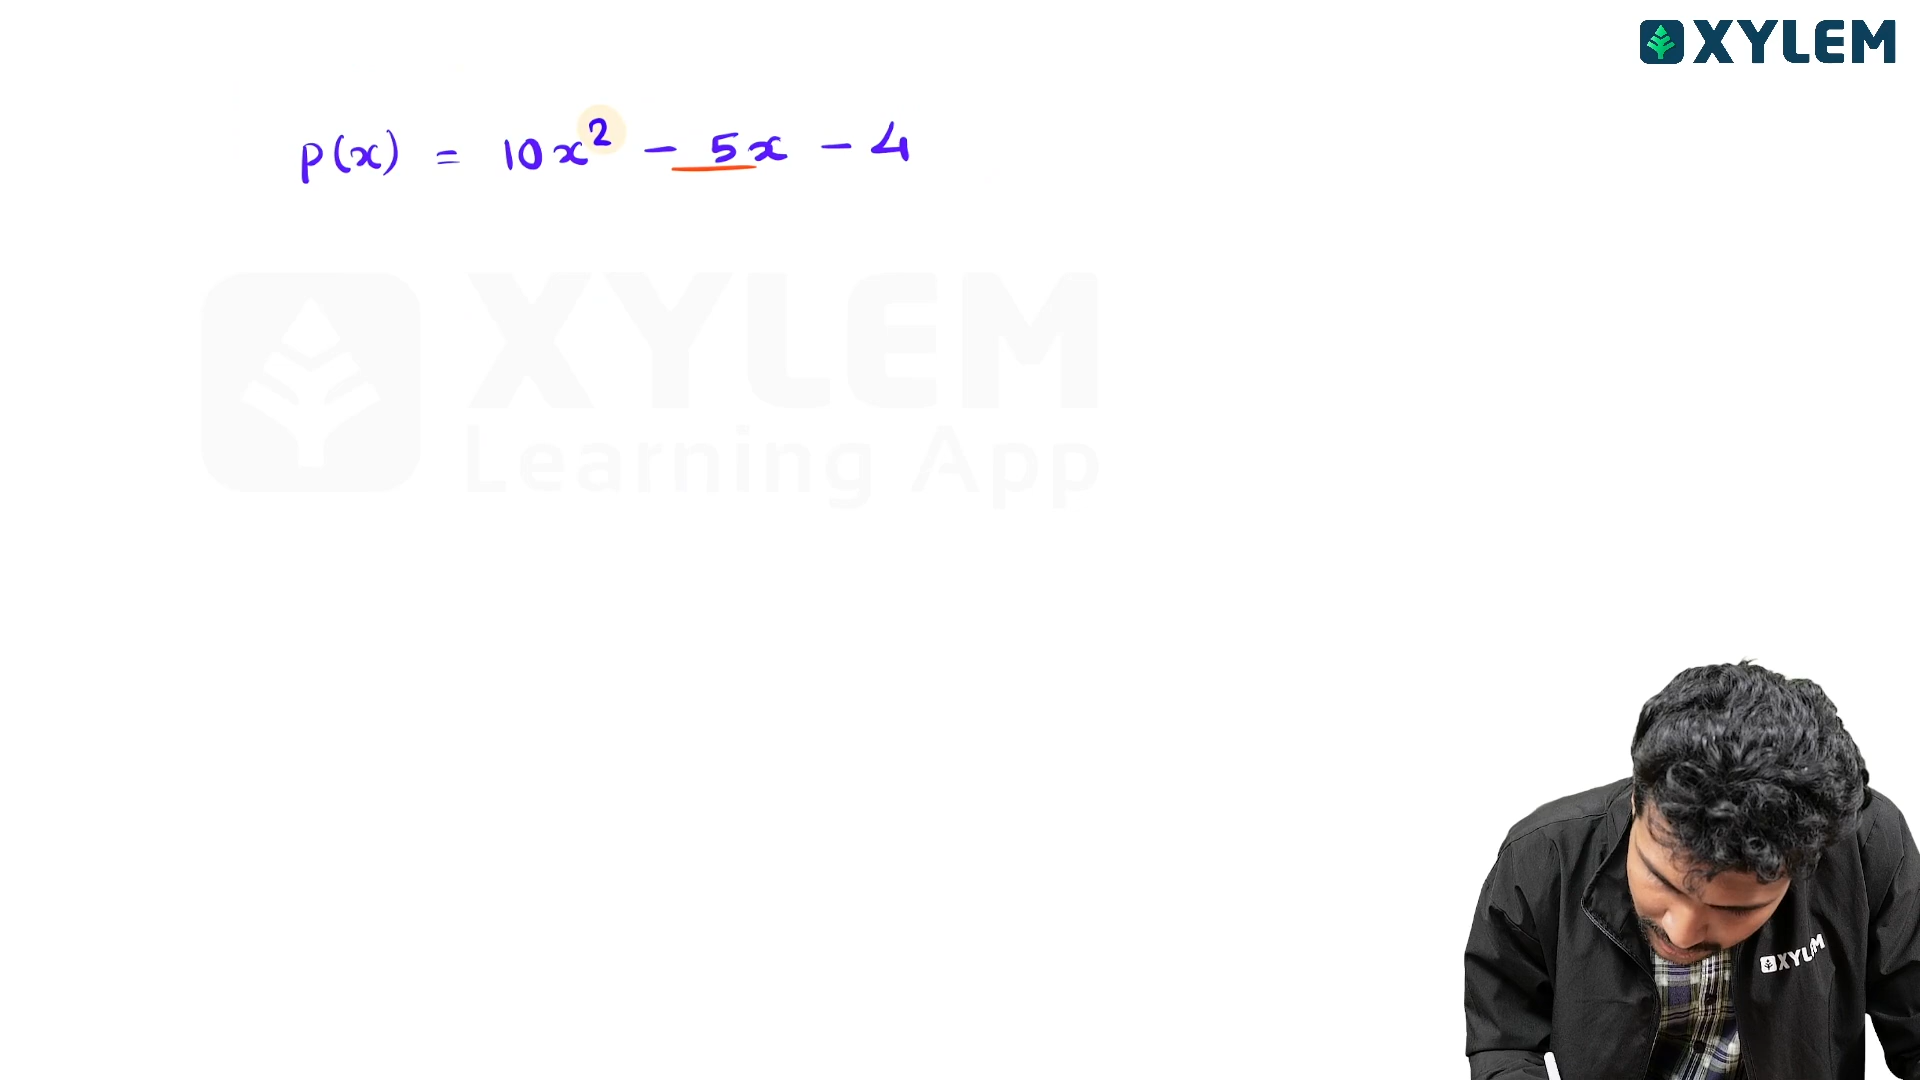 XYLEM
p(x) = 10x² - 5x - 4
XYLEM
Learning App
XYLEM